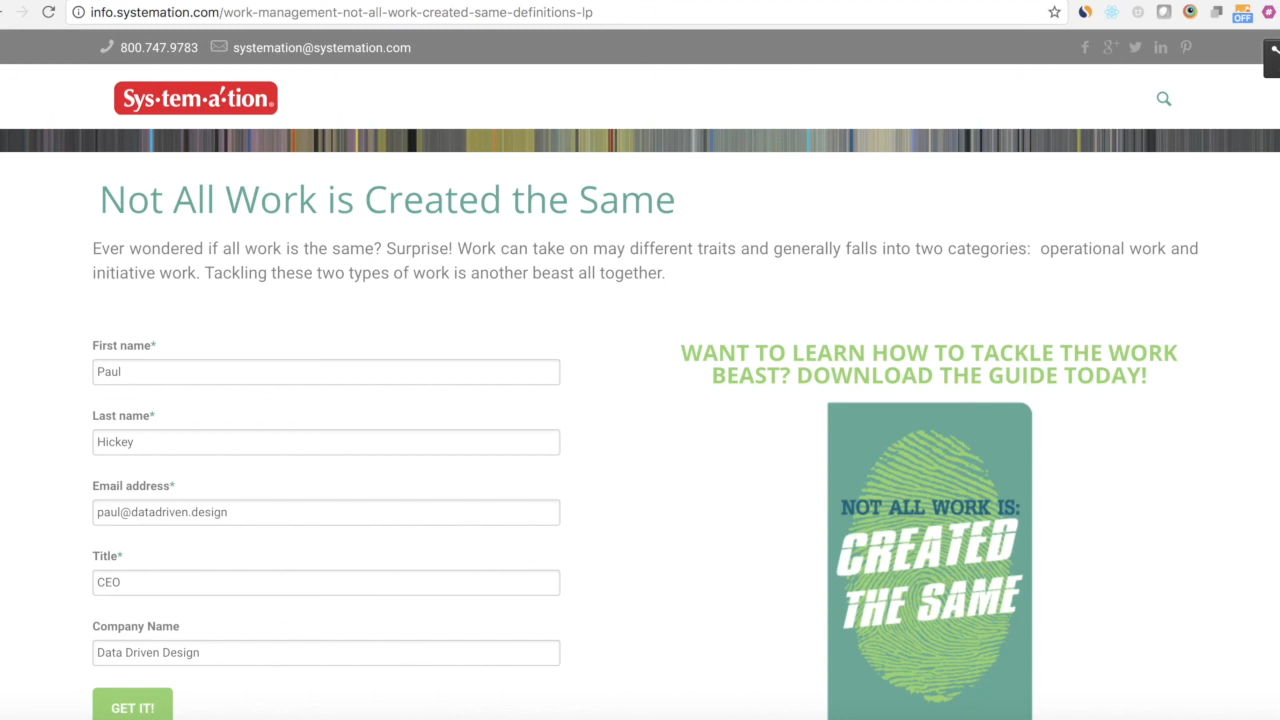 info.systemation.com/work-management-not-all-work-created-same-definitions-lp
OFF
800.747.9783 systemation@systemation.com
Sys·tem·a′·tion®
Not All Work is Created the Same
Ever wondered if all work is the same? Surprise! Work can take on may different traits and generally falls into two categories: operational work and
initiative work. Tackling these two types of work is another beast all together.
First name*
Paul
Last name*
Hickey
Email address*
paul@datadriven.design
Title*
CEO
Company Name
Data Driven Design
GET IT!
WANT TO LEARN HOW TO TACKLE THE WORK
BEAST? DOWNLOAD THE GUIDE TODAY!
NOT ALL WORK IS:
CREATED
THE SAME